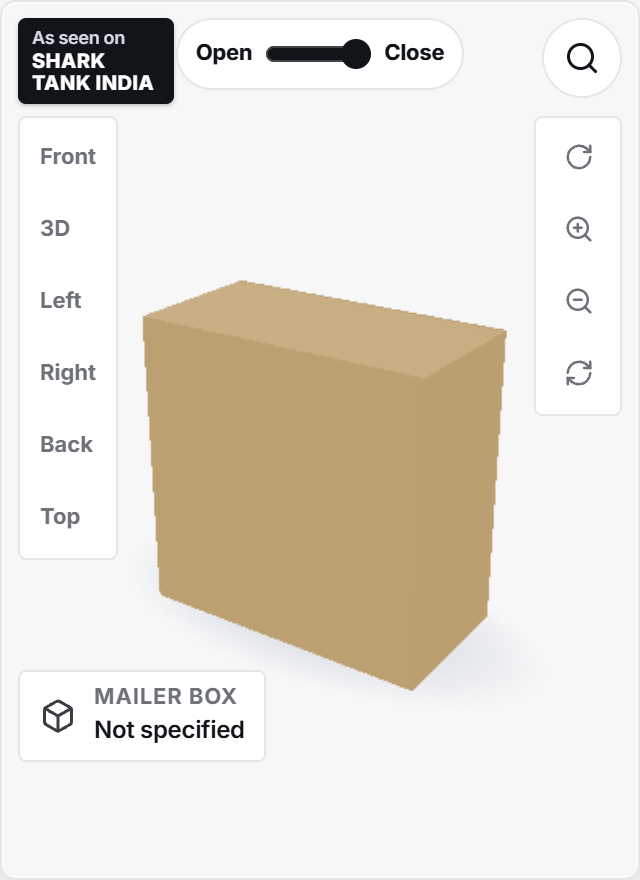 As seen on
SHARK
TANK INDIA
Open Close
Front
3D
Left
Right
Back
Top
MAILER BOX
Not specified